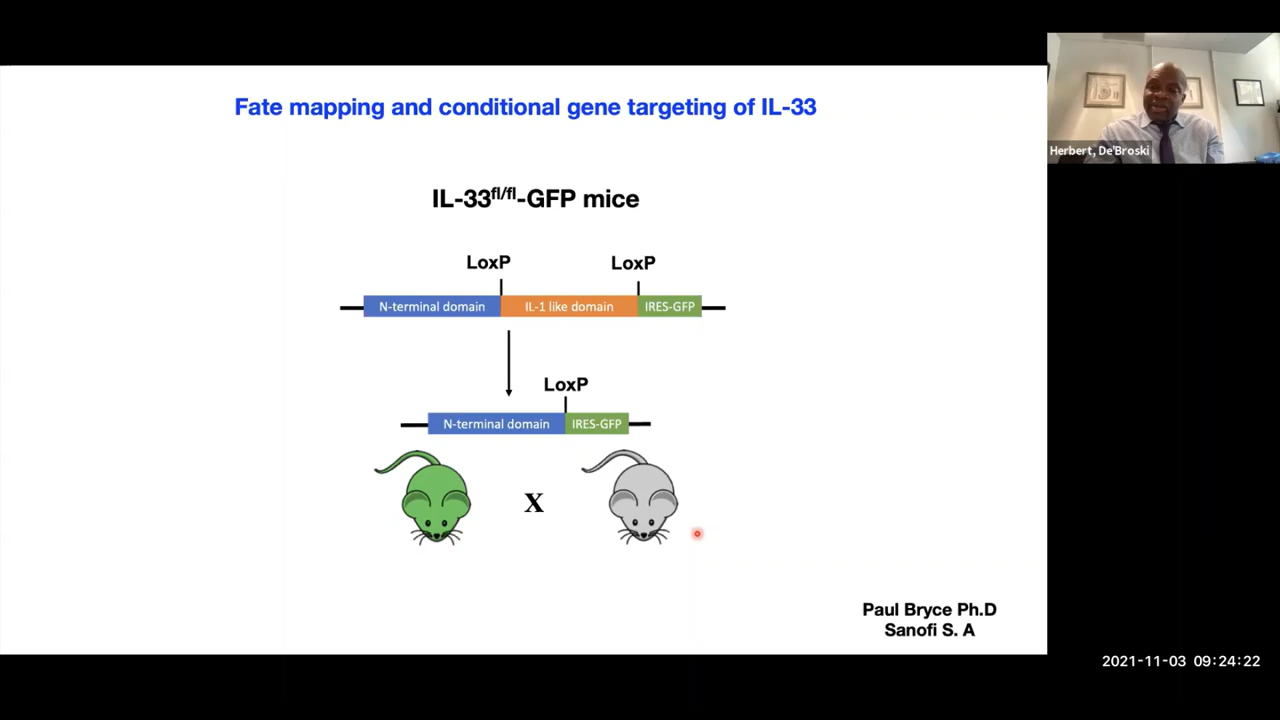 Fate mapping and conditional gene targeting of IL-33
Herbert, De'Broski
IL-33fl/fl-GFP mice
LoxP LoxP
N-terminal domain IL-1 like domain IRES-GFP
LoxP
N-terminal domain IRES-GFP
X
Paul Bryce Ph.D
Sanofi S. A
2021-11-03 09:24:22